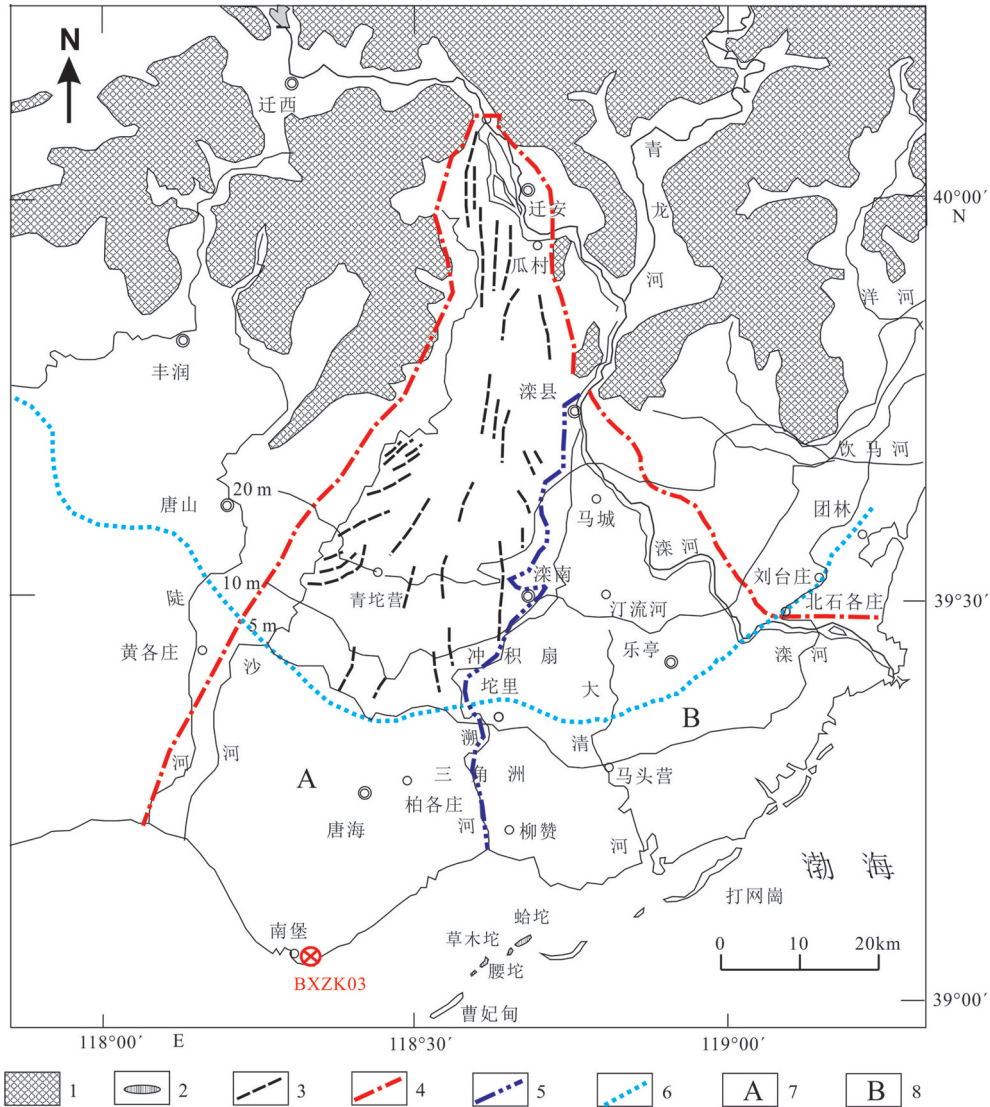 N
迁西
青
40°00′
N
迁安
龙
瓜村
河
洋河
丰润
滦县
饮马河
20 m
唐山
马城
团林
滦河
10 m
滦南
刘台庄
陡
青坨营
汀流河
北石各庄
5 m
黄各庄
沙
冲积扇
乐亭
滦河
39°30′
坨里
大
B
溯
清
河
河
A
三角洲
马头营
柏各庄
唐海
河
柳赞
河
渤海
打网崗
南堡
蛤坨
草木坨
0 10 20km
腰坨
BXZK03
曹妃甸
39°00′
118°00′ E 118°30′ 119°00′
1 2 3 4 5 6 A 7 B 8